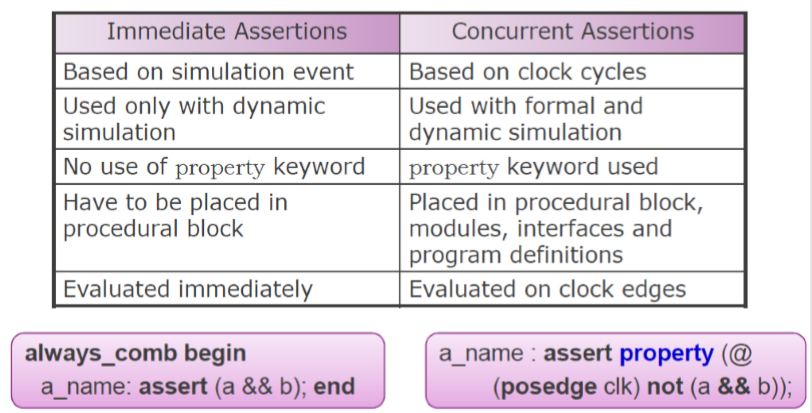 Immediate Assertions
Concurrent Assertions
Based on simulation event
Based on clock cycles
Used only with dynamic
simulation
Used with formal and
dynamic simulation
No use of property keyword
property keyword used
Have to be placed in
procedural block
Placed in procedural block,
modules, interfaces and
program definitions
Evaluated immediately
Evaluated on clock edges
always_comb begin
a_name: assert (a && b); end
a_name : assert property (@
(posedge clk) not (a && b));